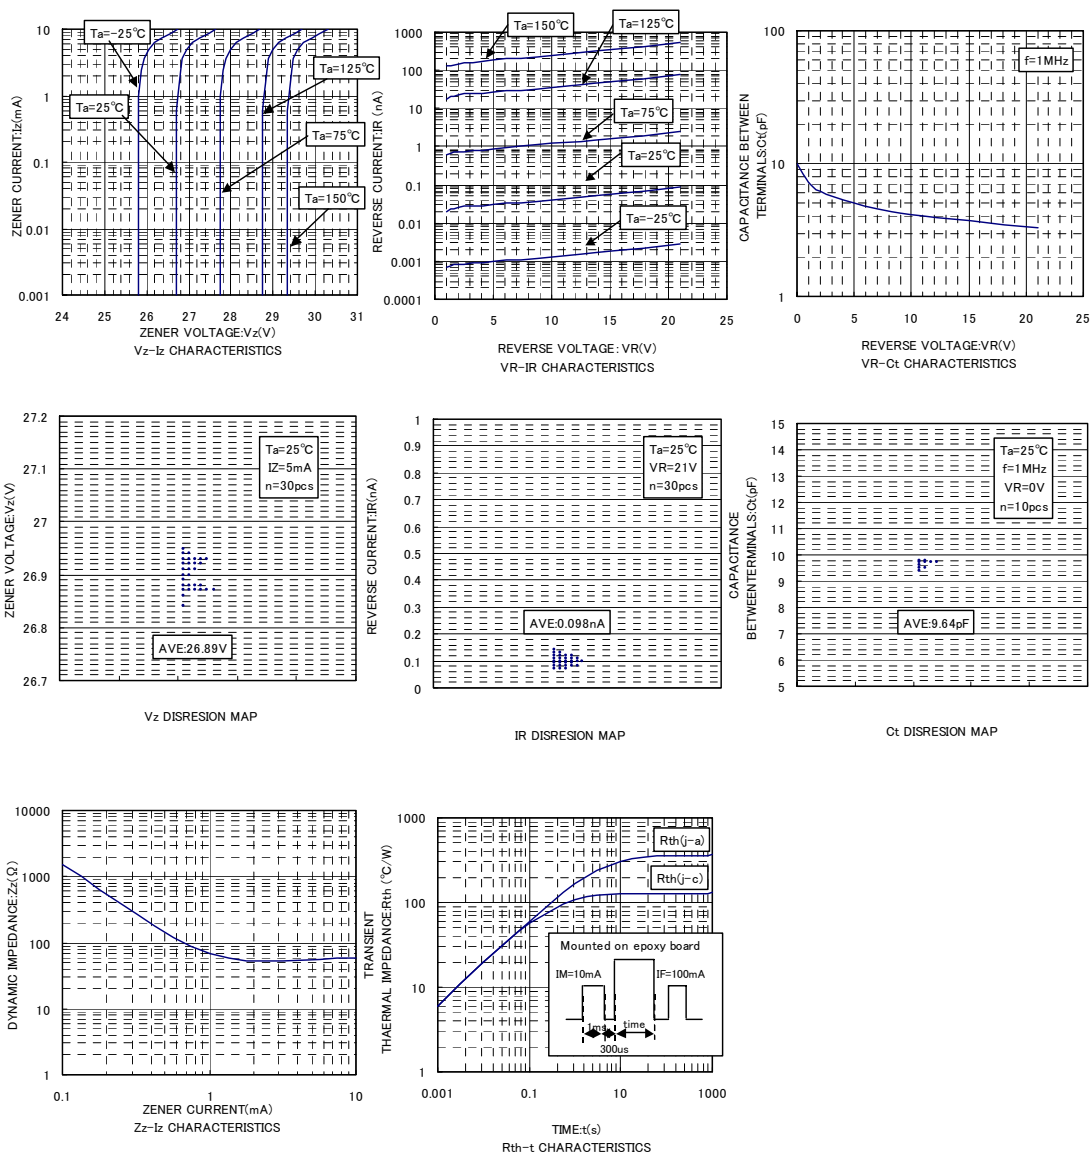 ZENER CURRENT:Iz(mA)
10
1
0.1
0.01
0.001
24 25 26 27 28 29 30 31
Ta=−25℃
Ta=25℃
Ta=125℃
Ta=75℃
Ta=150℃
ZENER VOLTAGE:Vz(V)
Vz-Iz CHARACTERISTICS
REVERSE CURRENT:IR (nA)
1000
100
10
1
0.1
0.01
0.001
0.0001
0 5 10 15 20 25
Ta=150℃
Ta=125℃
Ta=75℃
Ta=25℃
Ta=−25℃
REVERSE VOLTAGE: VR(V)
VR-IR CHARACTERISTICS
CAPACITANCE BETWEEN
TERMINALS:Ct(pF)
100
10
1
0 5 10 15 20 25
f=1MHz
REVERSE VOLTAGE:VR(V)
VR-Ct CHARACTERISTICS
ZENER VOLTAGE:Vz(V)
27.2
27.1
27
26.9
26.8
26.7
Ta=25℃
IZ=5mA
n=30pcs
AVE:26.89V
Vz DISRESION MAP
REVERSE CURRENT:IR(nA)
1
0.9
0.8
0.7
0.6
0.5
0.4
0.3
0.2
0.1
0
Ta=25℃
VR=21V
n=30pcs
AVE:0.098nA
IR DISRESION MAP
CAPACITANCE
BETWEENTERMINALS:Ct(pF)
15
14
13
12
11
10
9
8
7
6
5
Ta=25℃
f=1MHz
VR=0V
n=10pcs
AVE:9.64pF
Ct DISRESION MAP
DYNAMIC IMPEDANCE:Zz(Ω)
10000
1000
100
10
1
0.1 1 10
ZENER CURRENT(mA)
Zz-Iz CHARACTERISTICS
TRANSIENT
THAERMAL IMPEDANCE:Rth (℃/W)
1000
100
10
1
0.001 0.1 10 1000
Rth(j-a)
Rth(j-c)
Mounted on epoxy board
IM=10mA IF=100mA
1ms time
300us
TIME:t(s)
Rth-t CHARACTERISTICS